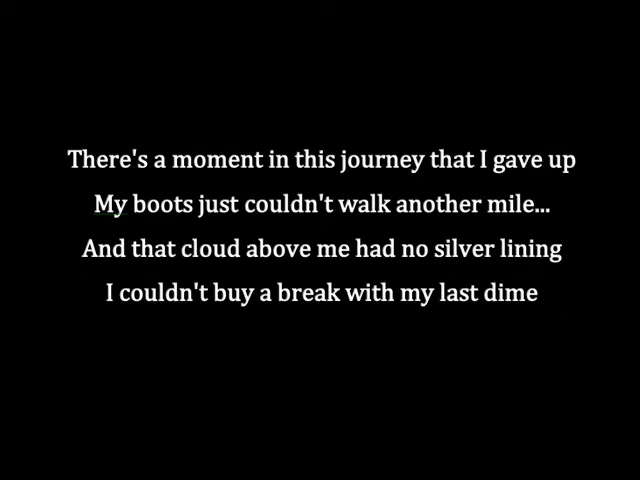 There's a moment in this journey that I gave up
My boots just couldn't walk another mile...
And that cloud above me had no silver lining
I couldn't buy a break with my last dime